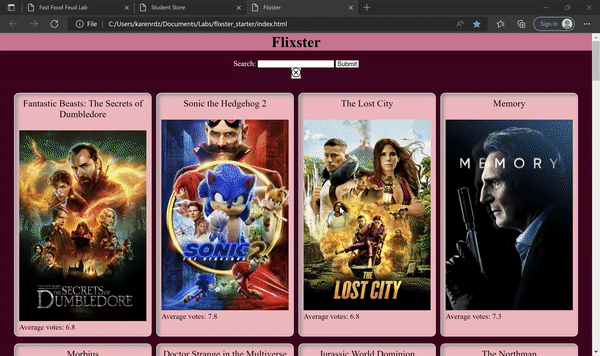 Fast Food Feud Lab
Student Store
Flixster
File
C:/Users/karenrdz/Documents/Labs/flixster_starter/index.html
Sign in
Flixster
Search:
Submit
Fantastic Beasts: The Secrets of
Dumbledore
THE SECRETS OF
DUMBLEDORE
Average votes: 6.8
Sonic the Hedgehog 2
SONIC
2
Average votes: 7.8
The Lost City
THE
LOST CITY
Average votes: 6.8
Memory
MEMORY
Average votes: 7.3
Morbius
Doctor Strange in the Multiverse
Jurassic World Dominion
The Northman